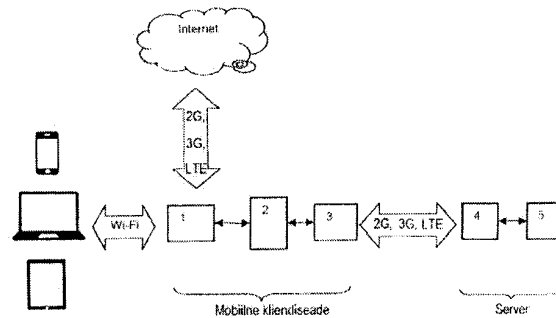 Internet
2G,
3G,
LTE
Wi-Fi
1
2
3
2G, 3G, LTE
4
5
Mobiilne kliendiseade
Server